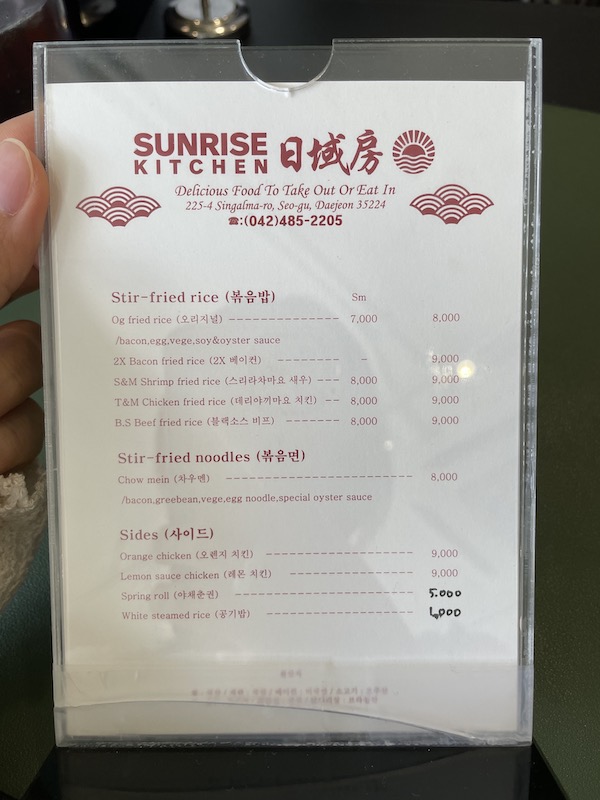 SUNRISE
KITCHEN 日域房
Delicious Food To Take Out Or Eat In
225-4 Singalma-ro, Seo-gu, Daejeon 35224
☎:(042)485-2205
Stir-fried rice (볶음밥) Sm
Og fried rice (오리지널) -------------- 7,000 8,000
/bacon,egg,vege,soy&oyster sauce
2X Bacon fried rice (2X 베이컨) -------- - 9,000
S&M Shrimp fried rice (스리라차마요 새우) --- 8,000 9,000
T&M Chicken fried rice (데리야끼마요 치킨) -- 8,000 9,000
B.S Beef fried rice (블랙소스 비프) ------- 8,000 9,000
Stir-fried noodles (볶음면)
Chow mein (차우멘) ------------------------ 8,000
/bacon,greebean,vege,egg noodle,special oyster sauce
Sides (사이드)
Orange chicken (오렌지 치킨) ------------------ 9,000
Lemon sauce chicken (레몬 치킨) -------------- 9,000
Spring roll (야채춘권) -------------------- 5.000
White steamed rice (공기밥) ----------------- 1,000